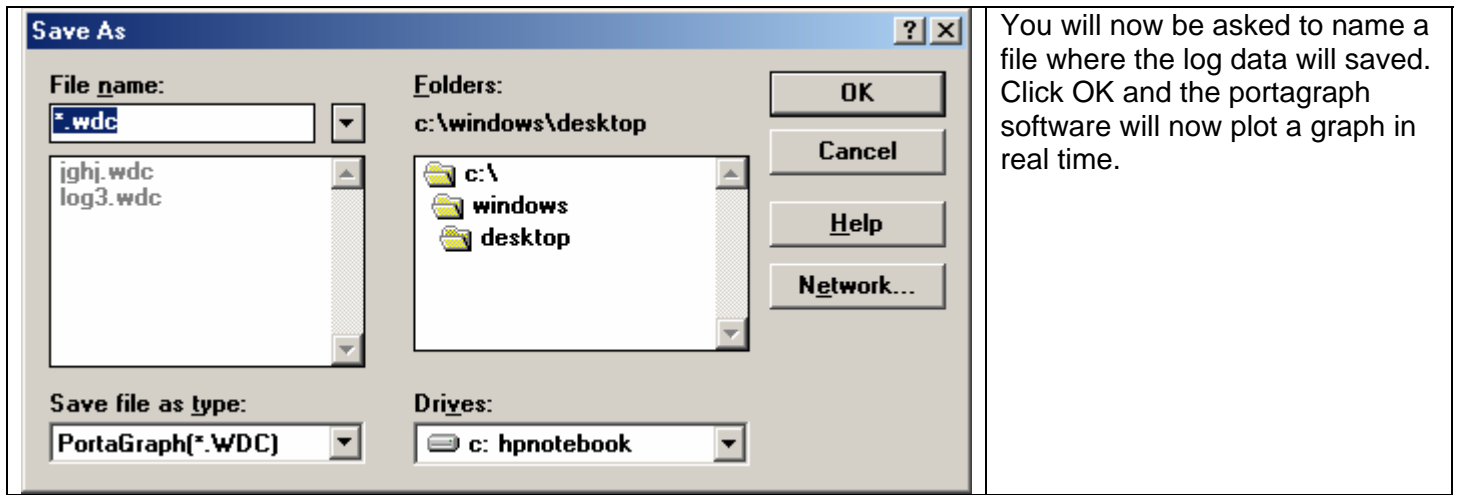 Save As
File name:
*.wdc
jghj.wdc
log3.wdc
Save file as type:
PortaGraph(*.WDC)
Folders:
c:\windows\desktop
c:\
windows
desktop
Drives:
c: hpnotebook
OK
Cancel
Help
Network...
You will now be asked to name a
file where the log data will saved.
Click OK and the portagraph
software will now plot a graph in
real time.